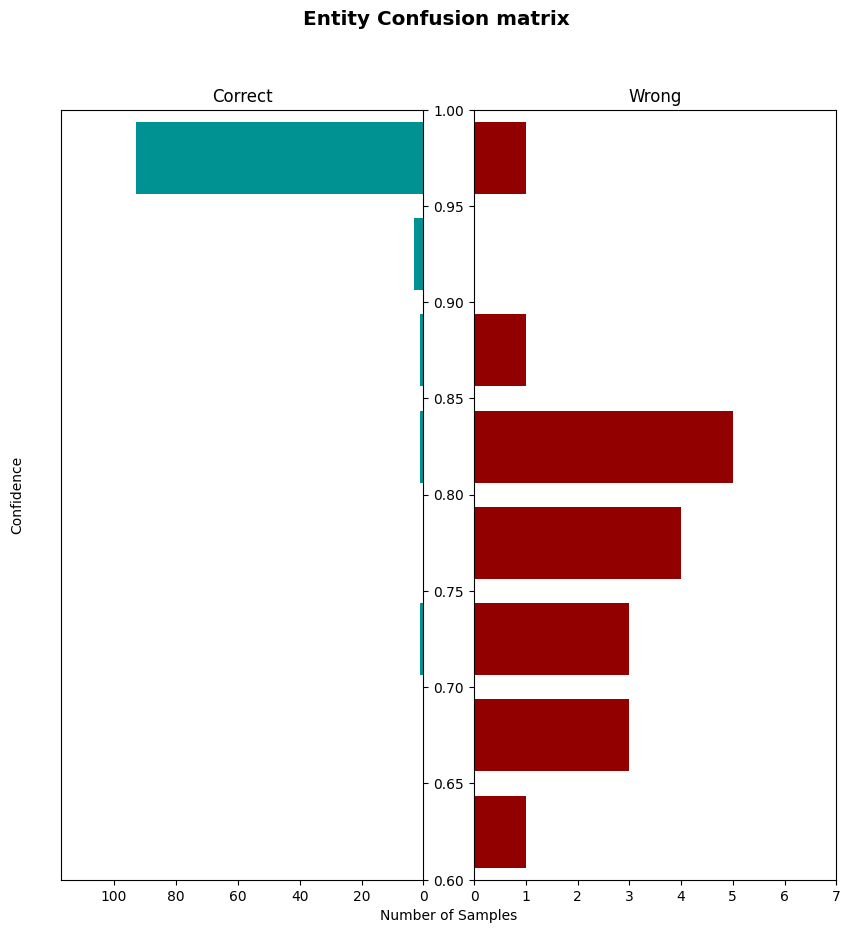 Entity Confusion matrix
Correct
Wrong
1.00
0.95
0.90
0.85
0.80
0.75
0.70
0.65
0.60
Confidence
100 80 60 40 20 0
0 1 2 3 4 5 6 7
Number of Samples